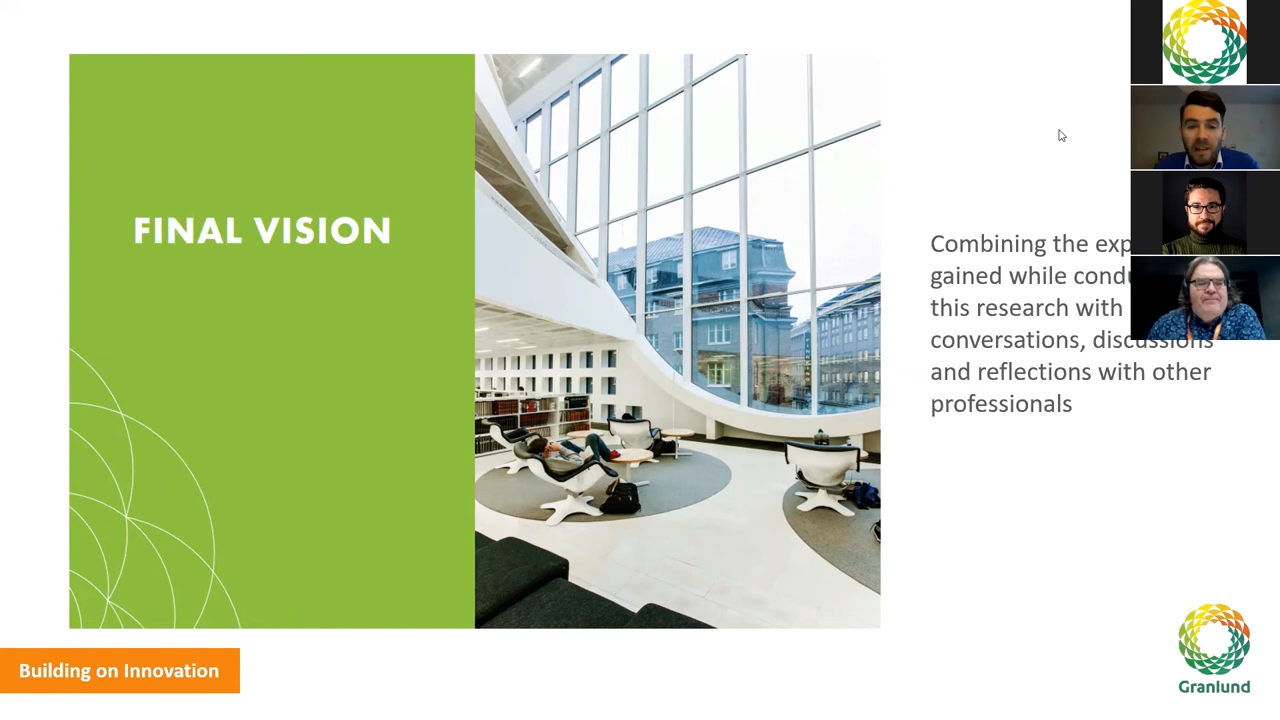 FINAL VISION
Combining the exp
gained while condu
this research with
conversations, discussions
and reflections with other
professionals
Building on Innovation
Granlund